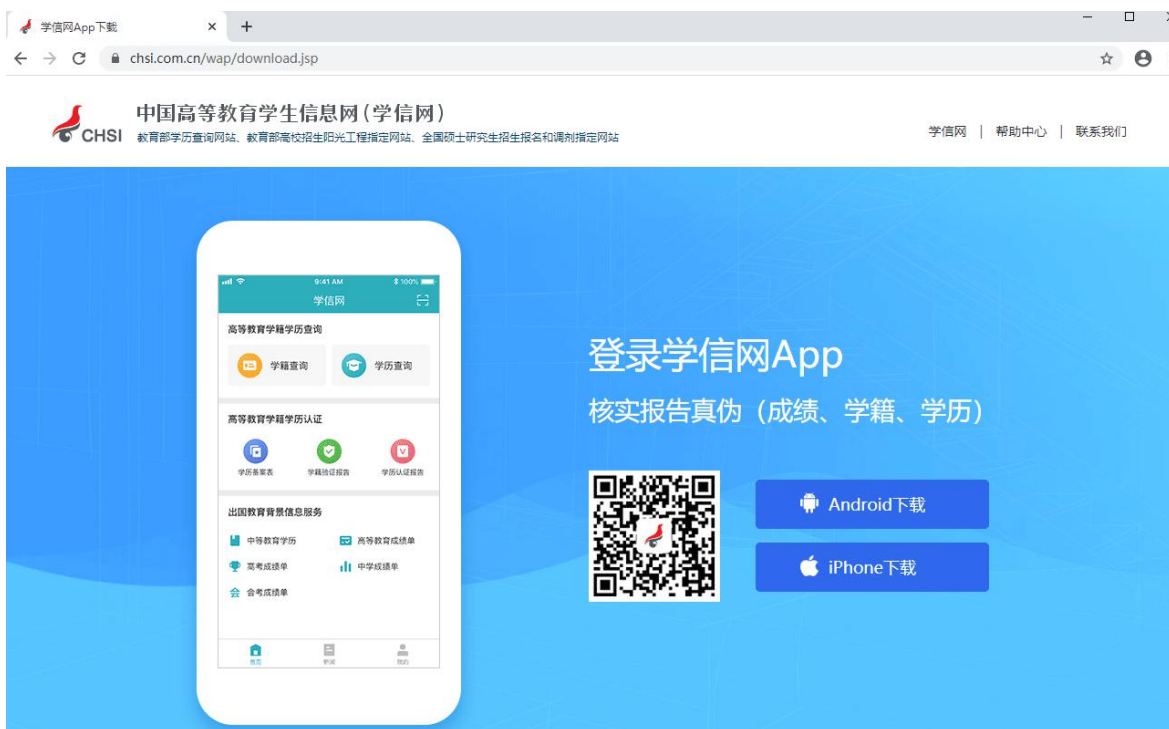 学信网App下载
chsi.com.cn/wap/download.jsp
CHSI
中国高等教育学生信息网(学信网)
教育部学历查询网站、教育部高校招生阳光工程指定网站、全国硕士研究生招生报名和调剂指定网站
学信网 | 帮助中心 | 联系我们
9:41 AM 100%
学信网
高等教育学籍学历查询
学籍查询 学历查询
高等教育学籍学历认证
学历备案表 学籍验证报告 学历认证报告
出国教育背景信息服务
中等教育学历 高等教育成绩单
高考成绩单 中学成绩单
会 会考成绩单
首页 新闻 我的
登录学信网App
核实报告真伪（成绩、学籍、学历）
Android下载
iPhone下载